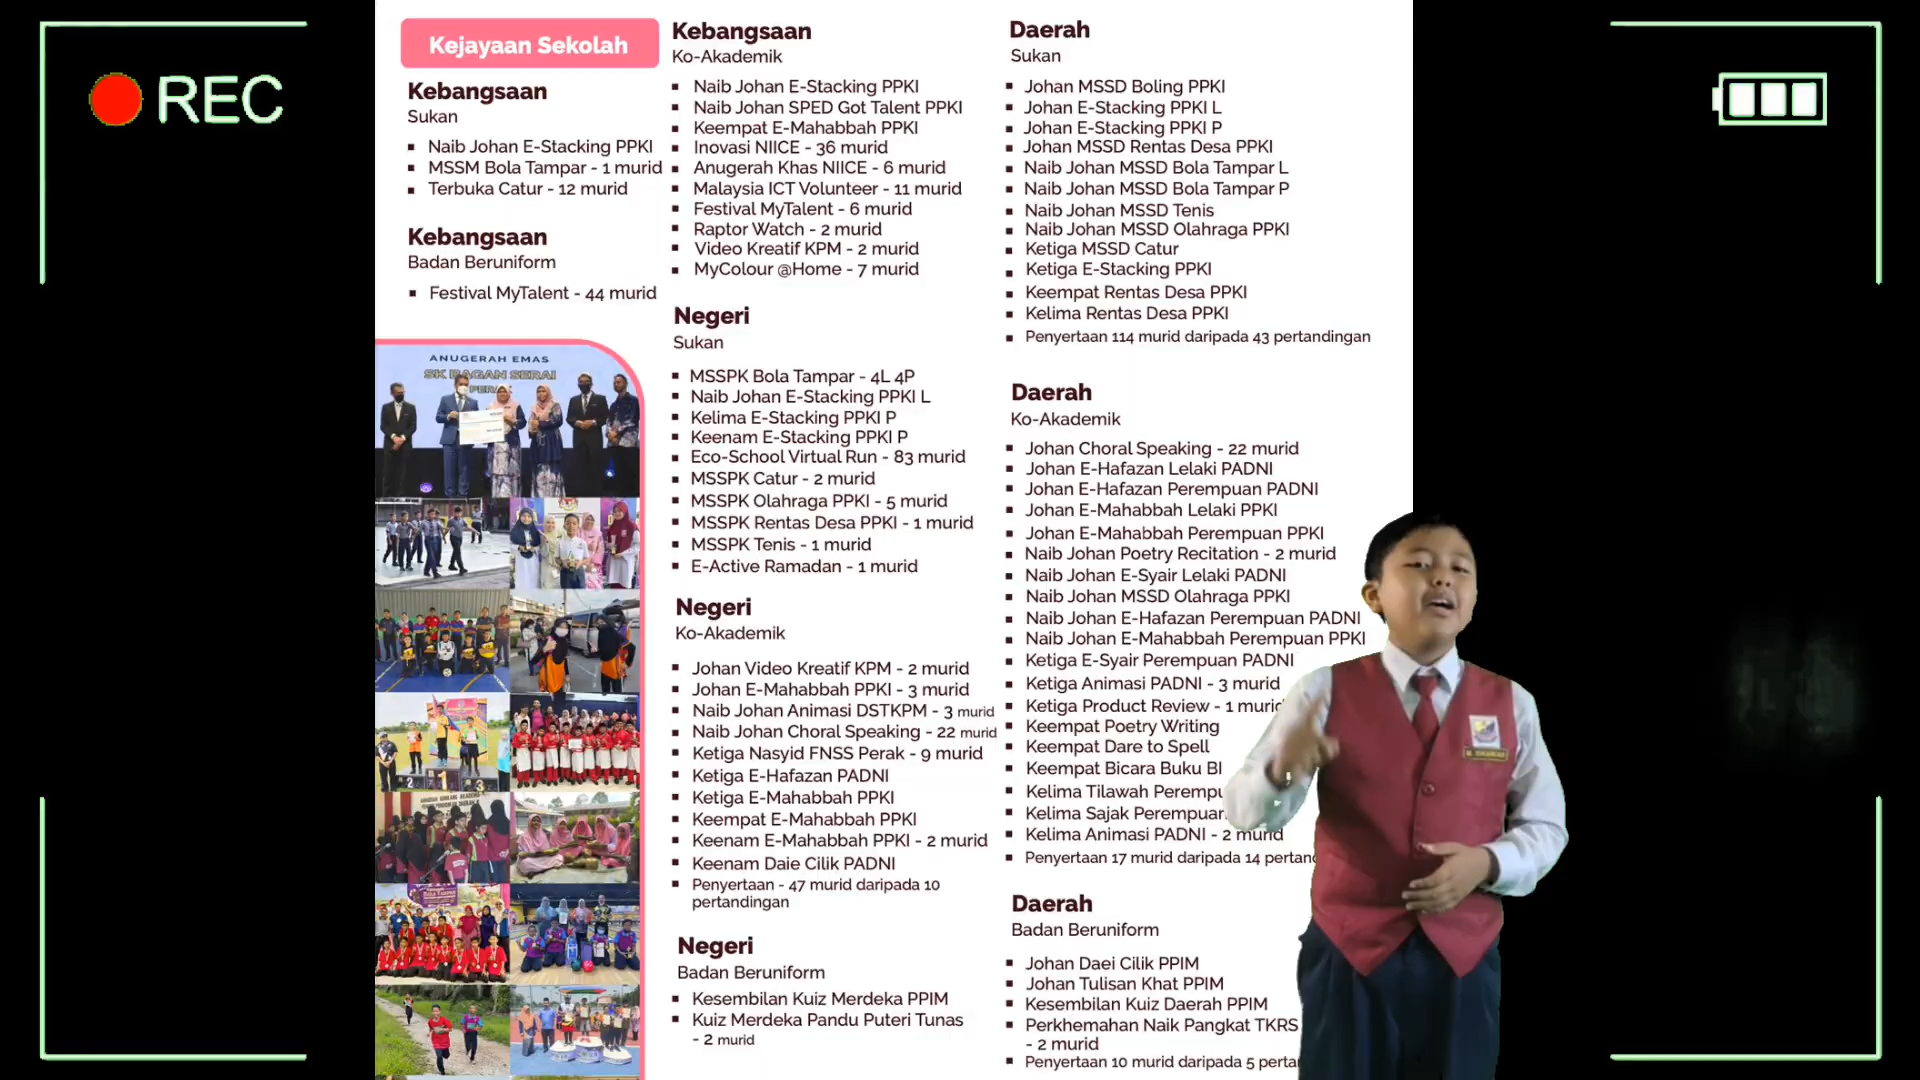 REC
Kejayaan Sekolah
Kebangsaan
Sukan
Naib Johan E-Stacking PPKI
MSSM Bola Tampar - 1 murid
Terbuka Catur - 12 murid
Kebangsaan
Badan Beruniform
Festival MyTalent - 44 murid
ANUGERAH EMAS
SK BAGAN SERAI
PERAK
Kebangsaan
Ko-Akademik
Naib Johan E-Stacking PPKI
Naib Johan SPED Got Talent PPKI
Keempat E-Mahabbah PPKI
Inovasi NIICE - 36 murid
Anugerah Khas NIICE - 6 murid
Malaysia ICT Volunteer - 11 murid
Festival MyTalent - 6 murid
Raptor Watch - 2 murid
Video Kreatif KPM - 2 murid
MyColour @Home - 7 murid
Negeri
Sukan
MSSPK Bola Tampar - 4L 4P
Naib Johan E-Stacking PPKI L
Kelima E-Stacking PPKI P
Keenam E-Stacking PPKI P
Eco-School Virtual Run - 83 murid
MSSPK Catur - 2 murid
MSSPK Olahraga PPKI - 5 murid
MSSPK Rentas Desa PPKI - 1 murid
MSSPK Tenis - 1 murid
E-Active Ramadan - 1 murid
Negeri
Ko-Akademik
Johan Video Kreatif KPM - 2 murid
Johan E-Mahabbah PPKI - 3 murid
Naib Johan Animasi DSTKPM - 3 murid
Naib Johan Choral Speaking - 22 murid
Ketiga Nasyid FNSS Perak - 9 murid
Ketiga E-Hafazan PADNI
Ketiga E-Mahabbah PPKI
Keempat E-Mahabbah PPKI
Keenam E-Mahabbah PPKI - 2 murid
Keenam Daie Cilik PADNI
Penyertaan - 47 murid daripada 10
pertandingan
Negeri
Badan Beruniform
Kesembilan Kuiz Merdeka PPIM
Kuiz Merdeka Pandu Puteri Tunas
- 2 murid
Daerah
Sukan
Johan MSSD Boling PPKI
Johan E-Stacking PPKI L
Johan E-Stacking PPKI P
Johan MSSD Rentas Desa PPKI
Naib Johan MSSD Bola Tampar L
Naib Johan MSSD Bola Tampar P
Naib Johan MSSD Tenis
Naib Johan MSSD Olahraga PPKI
Ketiga MSSD Catur
Ketiga E-Stacking PPKI
Keempat Rentas Desa PPKI
Kelima Rentas Desa PPKI
Penyertaan 114 murid daripada 43 pertandingan
Daerah
Ko-Akademik
Johan Choral Speaking - 22 murid
Johan E-Hafazan Lelaki PADNI
Johan E-Hafazan Perempuan PADNI
Johan E-Mahabbah Lelaki PPKI
Johan E-Mahabbah Perempuan PPKI
Naib Johan Poetry Recitation - 2 murid
Naib Johan E-Syair Lelaki PADNI
Naib Johan MSSD Olahraga PPKI
Naib Johan E-Hafazan Perempuan PADNI
Naib Johan E-Mahabbah Perempuan PPKI
Ketiga E-Syair Perempuan PADNI
Ketiga Animasi PADNI - 3 murid
Ketiga Product Review - 1 murid
Keempat Poetry Writing
Keempat Dare to Spell
Keempat Bicara Buku BI
Kelima Tilawah Perempu
Kelima Sajak Perempuan
Kelima Animasi PADNI - 2 murid
Penyertaan 17 murid daripada 14 pertand
Daerah
Badan Beruniform
Johan Daei Cilik PPIM
Johan Tulisan Khat PPIM
Kesembilan Kuiz Daerah PPIM
Perkhemahan Naik Pangkat TKRS
- 2 murid
Penyertaan 10 murid daripada 5 perta